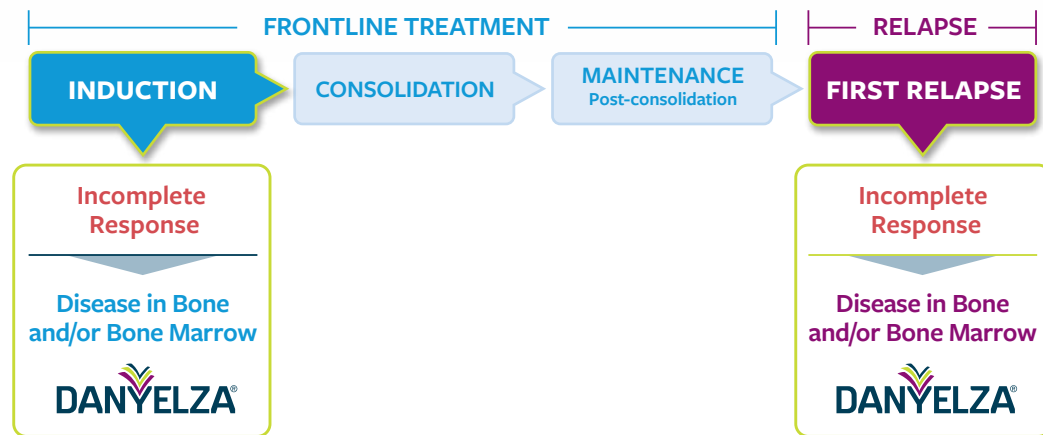 FRONTLINE TREATMENT
RELAPSE
INDUCTION
CONSOLIDATION
MAINTENANCE
Post-consolidation
FIRST RELAPSE
Incomplete
Response
Disease in Bone
and/or Bone Marrow
DANYELZA®
Incomplete
Response
Disease in Bone
and/or Bone Marrow
DANYELZA®